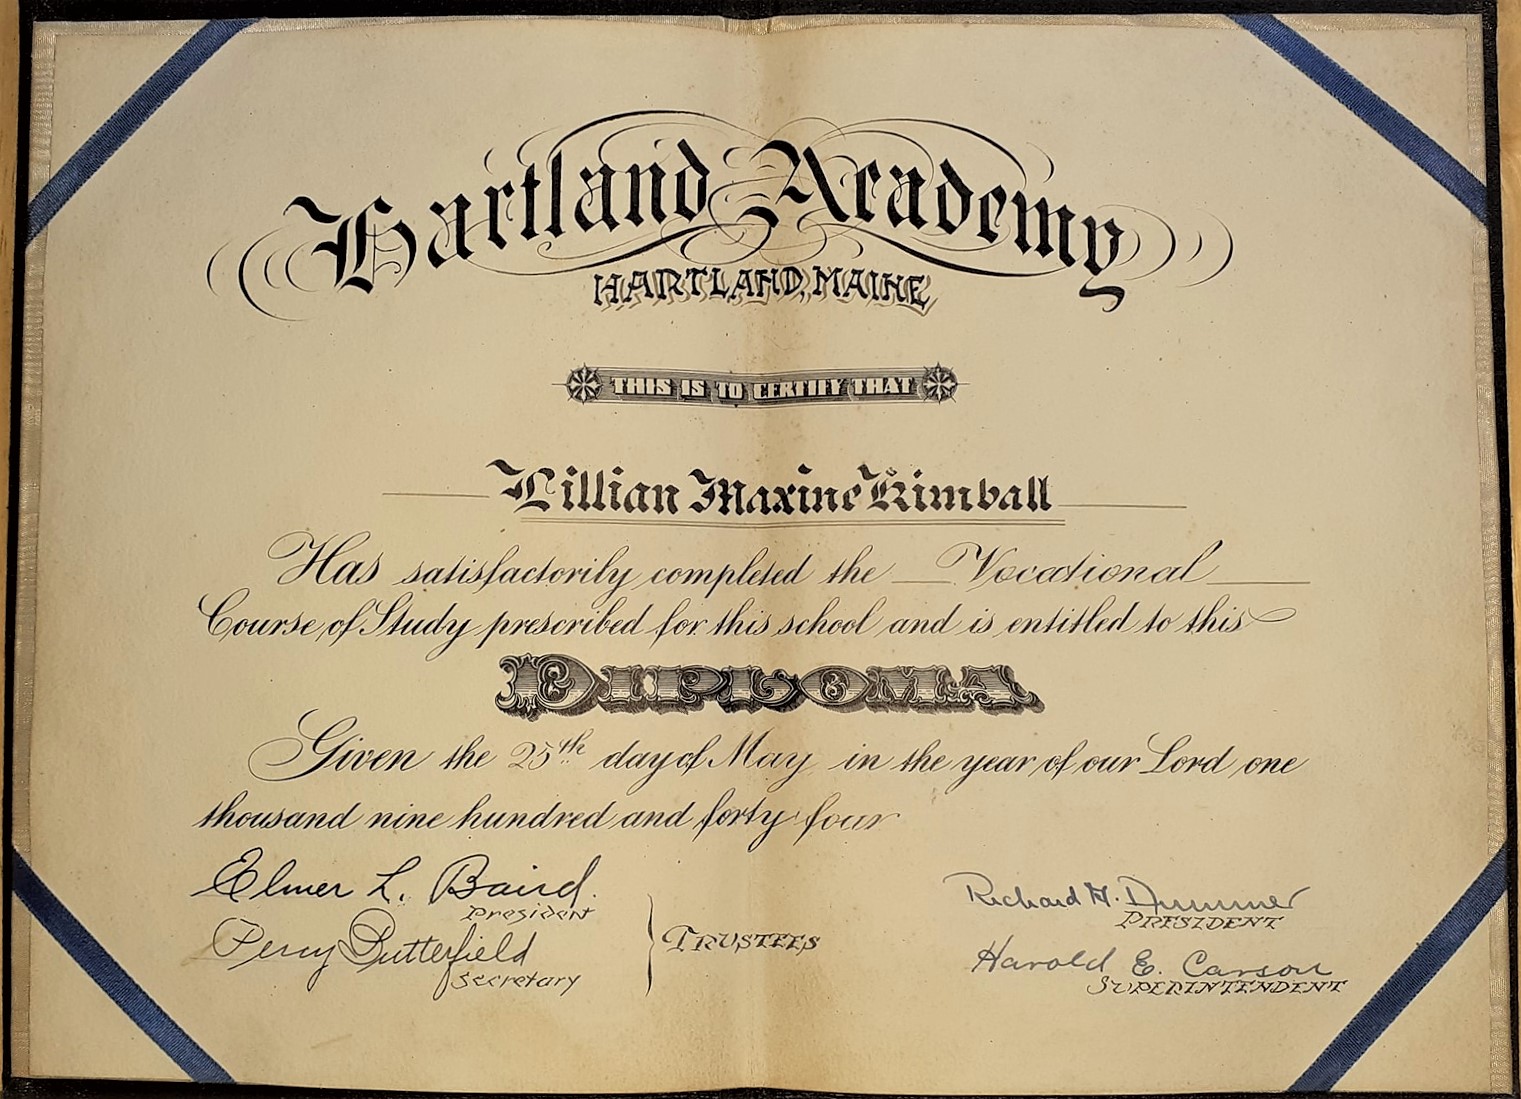 Hartland Academy
HARTLAND, MAINE
THIS IS TO CERTIFY THAT
Lillian Maxine Kimball
Has satisfactorily completed the Vocational
Course of Study prescribed for this school and is entitled to this
DIPLOMA
Given the 25th day of May in the year of our Lord one
thousand nine hundred and forty four
Elmer L. Baird.
President
Percy Butterfield
Secretary
TRUSTEES
Richard H. Dummer
PRESIDENT
Harold E. Carson
SUPERINTENDENT